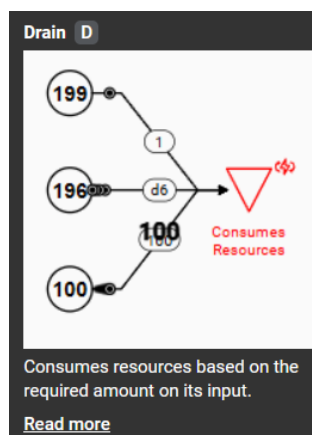 Drain D
199
1
196
d6
100
Consumes
Resources
100
Consumes resources based on the
required amount on its input.
Read more